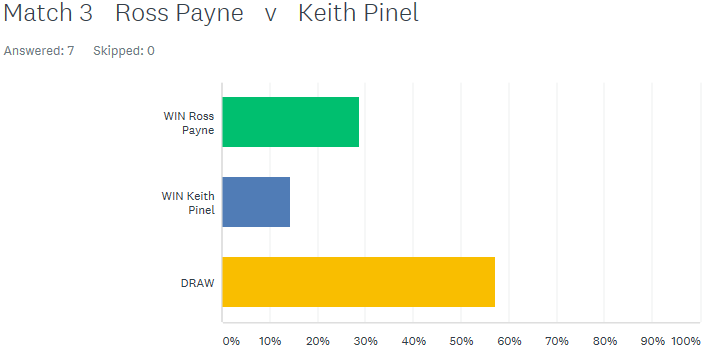 Match 3 Ross Payne v Keith Pinel
Answered: 7 Skipped: 0
WIN Ross
Payne
WIN Keith
Pinel
DRAW
0% 10% 20% 30% 40% 50% 60% 70% 80% 90% 100%